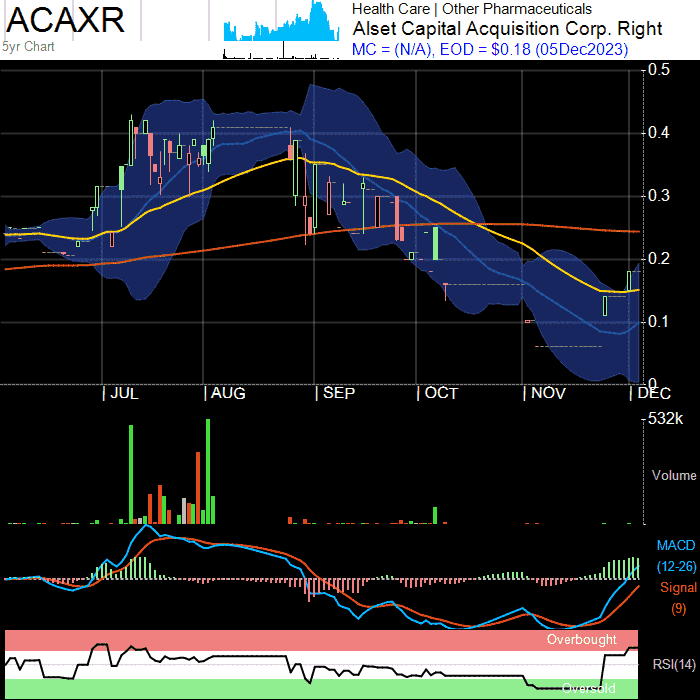 ACAXR
5yr Chart
Health Care | Other Pharmaceuticals
Alset Capital Acquisition Corp. Right
MC = (N/A), EOD = $0.18 (05Dec2023)
0.5
0.4
0.3
0.2
0.1
0
JUL AUG SEP OCT NOV DEC
532k
Volume
MACD
(12-26)
Signal
(9)
Overbought
RSI(14)
Oversold